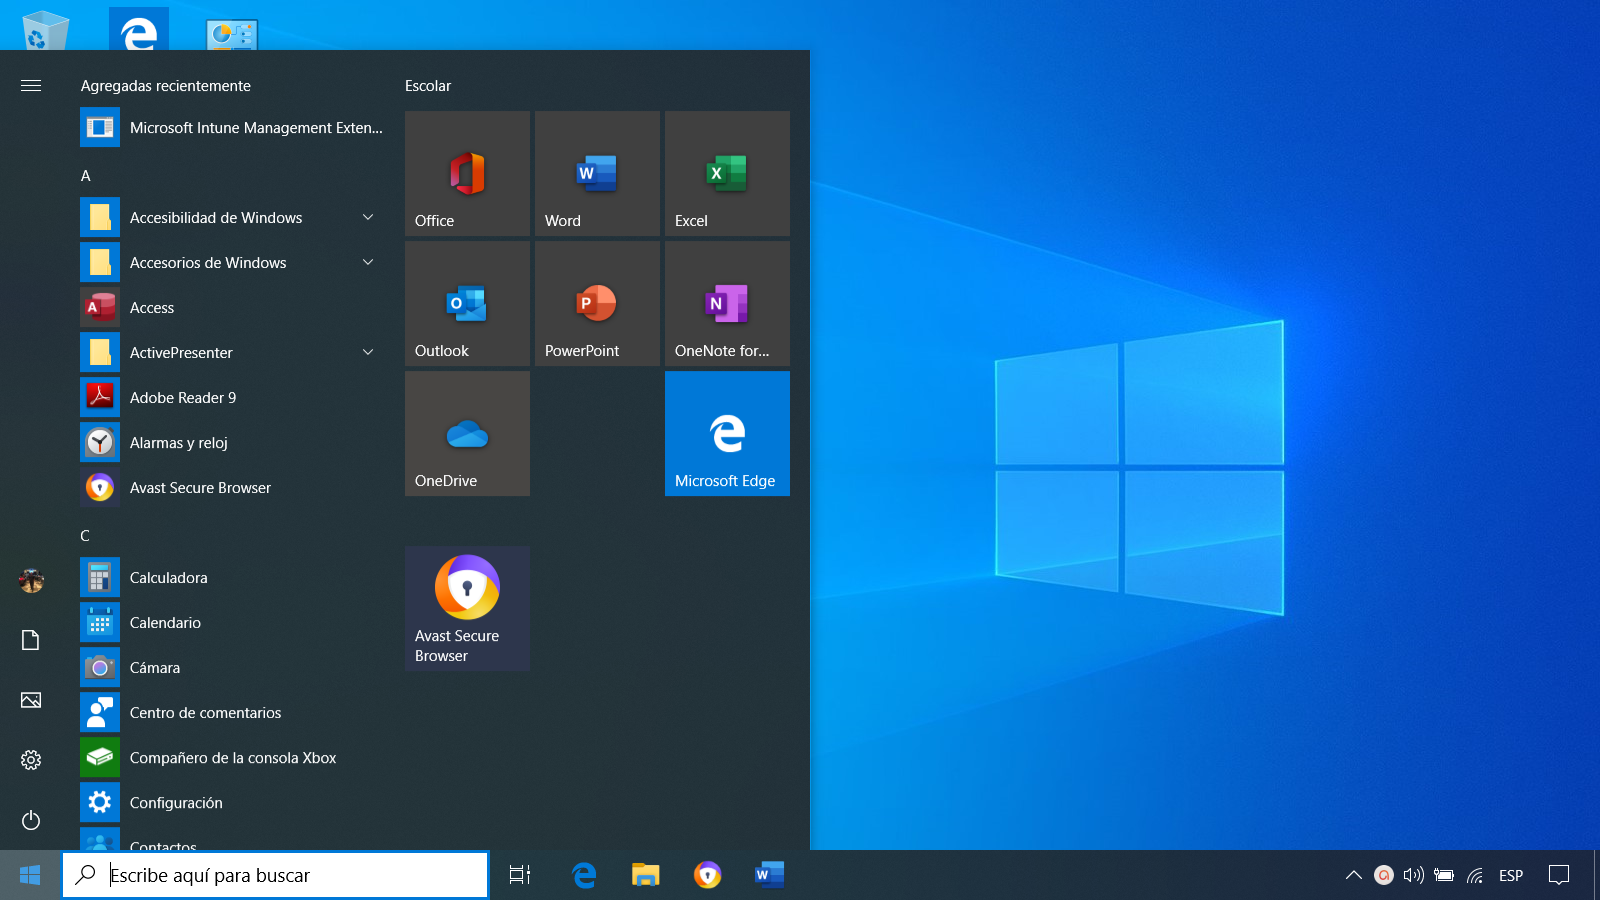 Agregadas recientemente
Microsoft Intune Management Exten...
A
Accesibilidad de Windows
Accesorios de Windows
Access
ActivePresenter
Adobe Reader 9
Alarmas y reloj
Avast Secure Browser
C
Calculadora
Calendario
Cámara
Centro de comentarios
Compañero de la consola Xbox
Configuración
Contactos
Escolar
Office
Word
Excel
Outlook
PowerPoint
OneNote for...
OneDrive
Microsoft Edge
Avast Secure
Browser
Escribe aquí para buscar
ESP